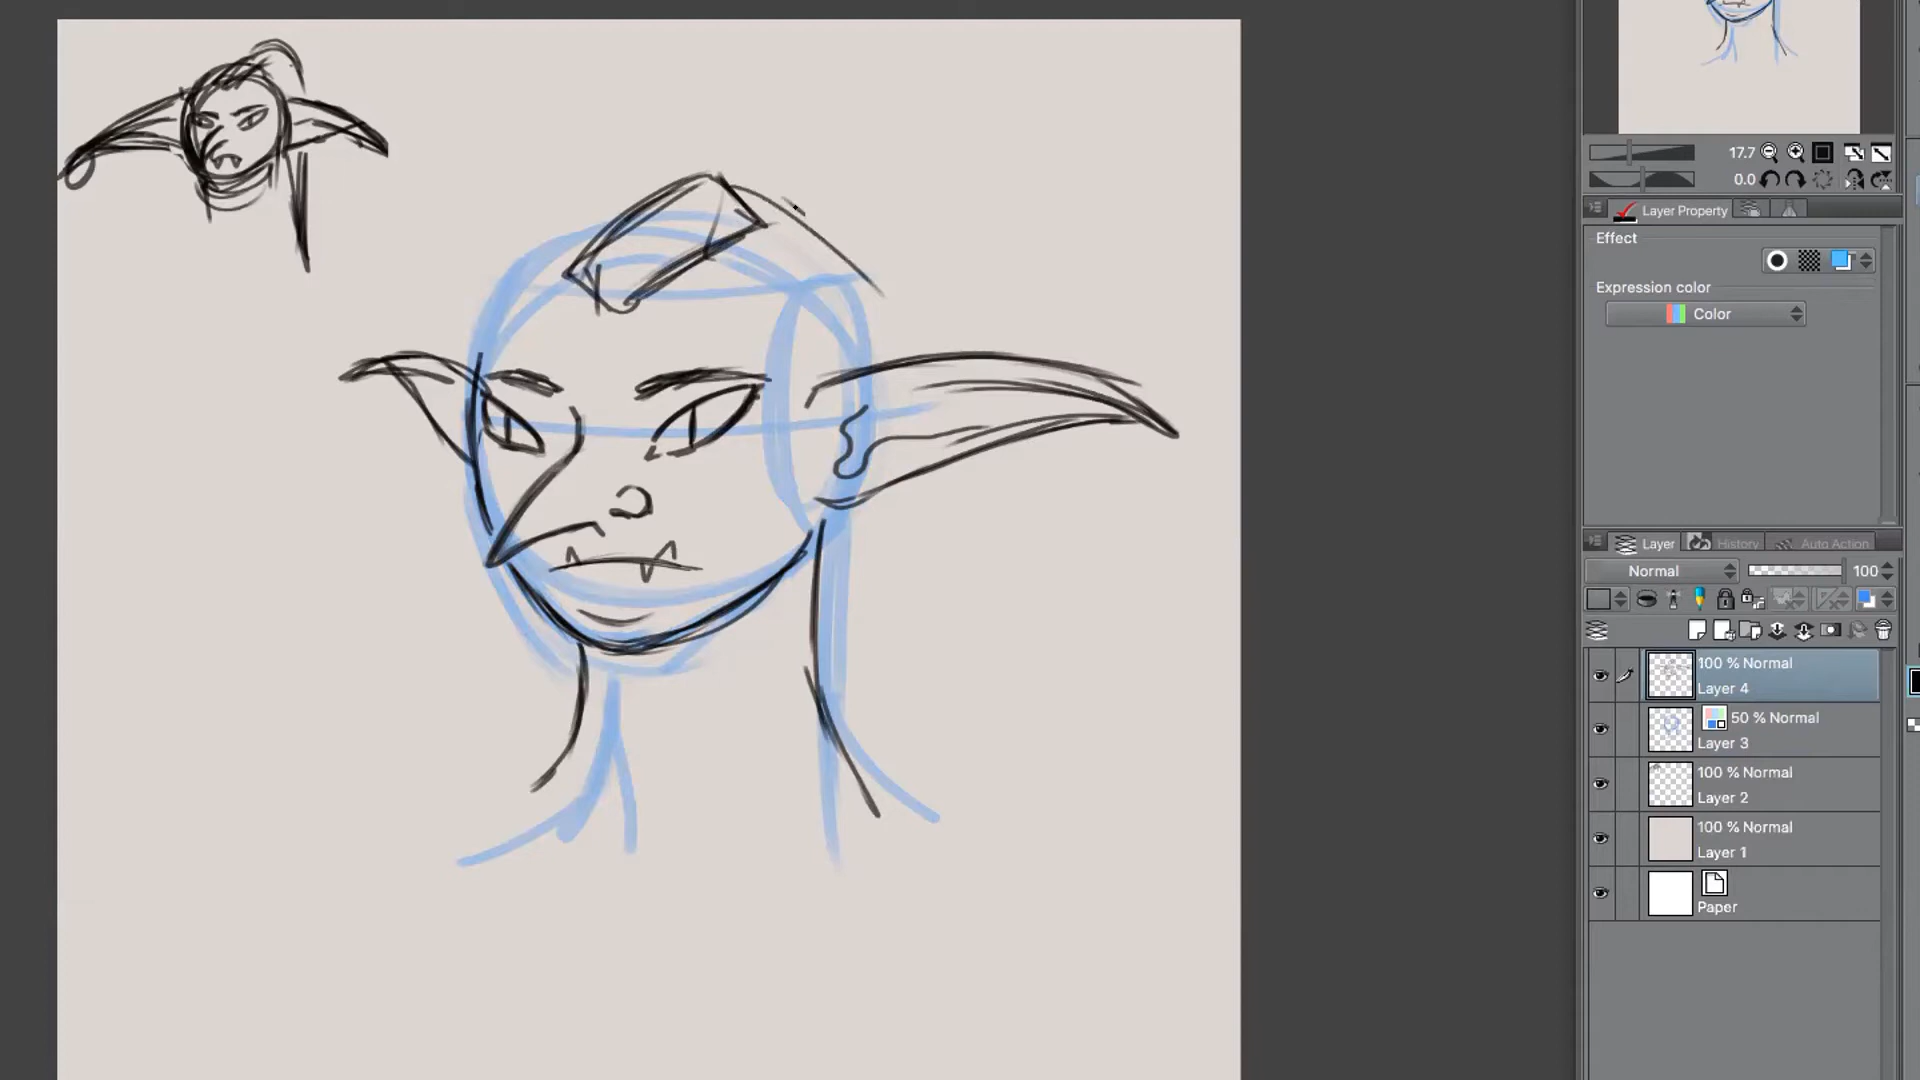 17.7
0.0
Layer Property
Effect
Expression color
Color
Layer History Auto Action
Normal 100
100 % Normal
Layer 4
50 % Normal
Layer 3
100 % Normal
Layer 2
100 % Normal
Layer 1
Paper